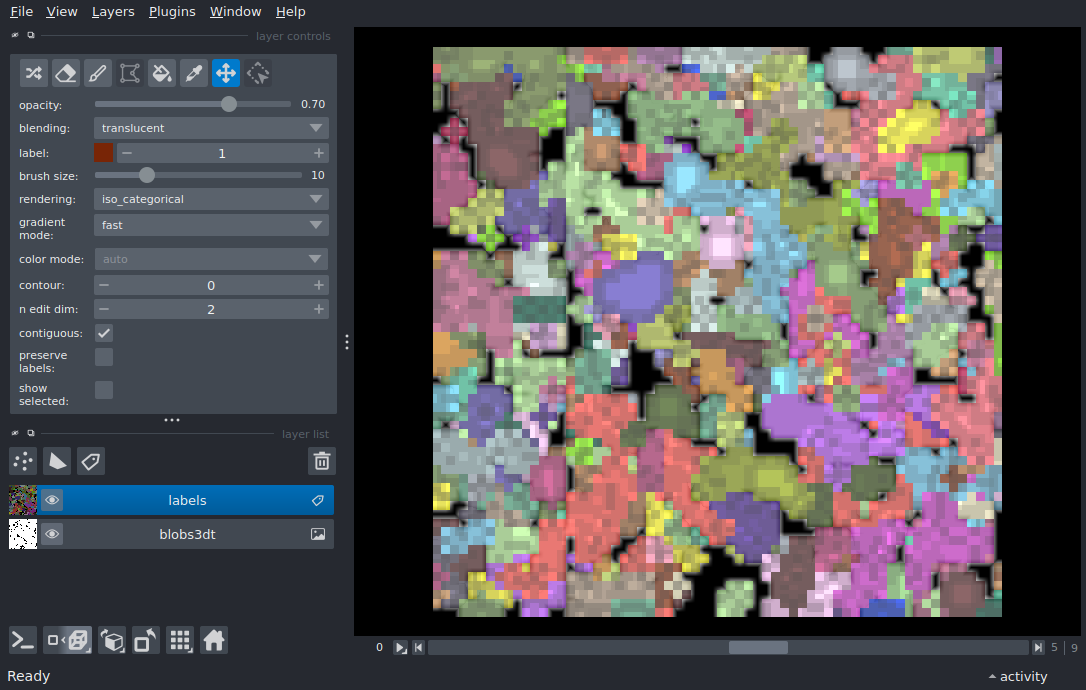 File View Layers Plugins Window Help
layer controls
opacity: 0.70
blending: translucent
label: 1
brush size: 10
rendering: iso_categorical
gradient
mode: fast
color mode: auto
contour: 0
n edit dim: 2
contiguous:
preserve
labels:
show
selected:
layer list
labels
blobs3dt
0 5 | 9
Ready activity